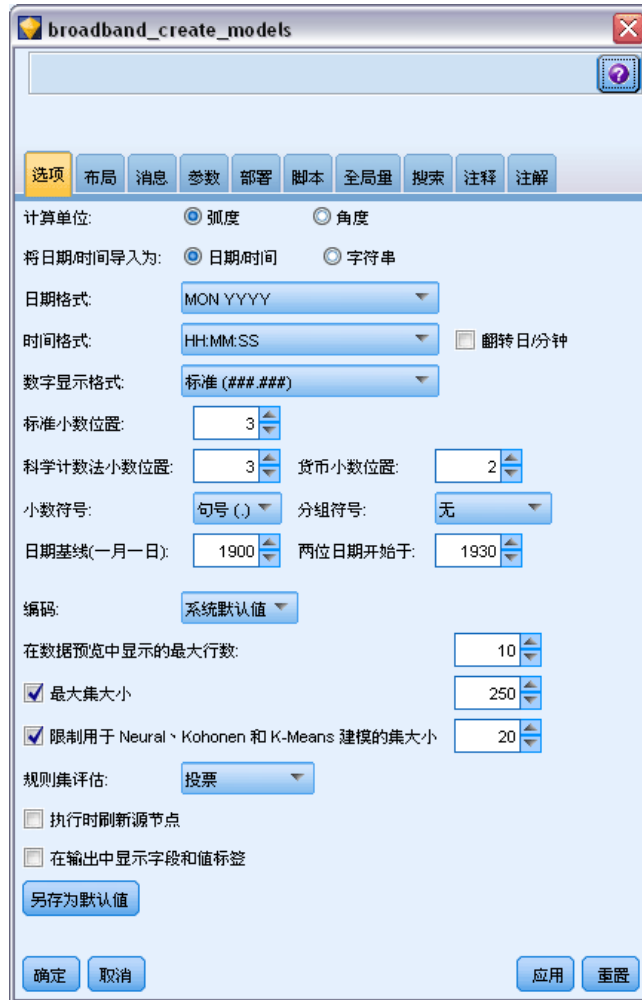 broadband_create_models
选项 布局 消息 参数 部署 脚本 全局量 搜索 注释 注解
计算单位: 弧度 角度
将日期/时间导入为: 日期/时间 字符串
日期格式: MON YYYY
时间格式: HH:MM:SS 翻转日/分钟
数字显示格式: 标准 (###.###)
标准小数位置: 3
科学计数法小数位置: 3 货币小数位置: 2
小数符号: 句号 (.) 分组符号: 无
日期基线(一月一日): 1900 两位日期开始于: 1930
编码: 系统默认值
在数据预览中显示的最大行数: 10
最大集大小 250
限制用于 Neural、Kohonen 和 K-Means 建模的集大小 20
规则集评估: 投票
执行时刷新源节点
在输出中显示字段和值标签
另存为默认值
确定 取消 应用 重置